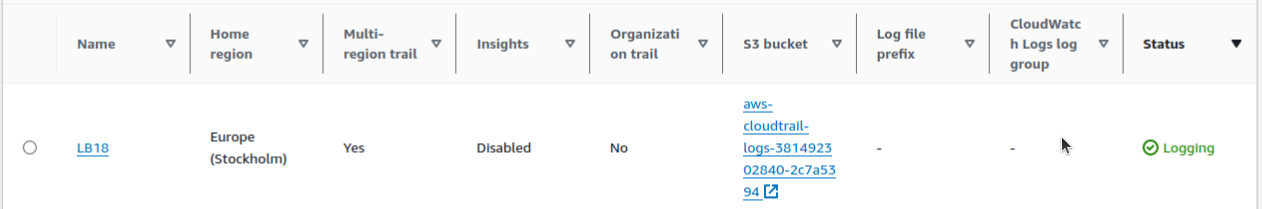 Name
Home
region
Multi-
region trail
Insights
Organizati
on trail
S3 bucket
Log file
prefix
CloudWatc
h Logs log
group
Status
LB18
Europe
(Stockholm)
Yes
Disabled
No
aws-
cloudtrail-
logs-3814923
02840-2c7a53
94
-
-
Logging